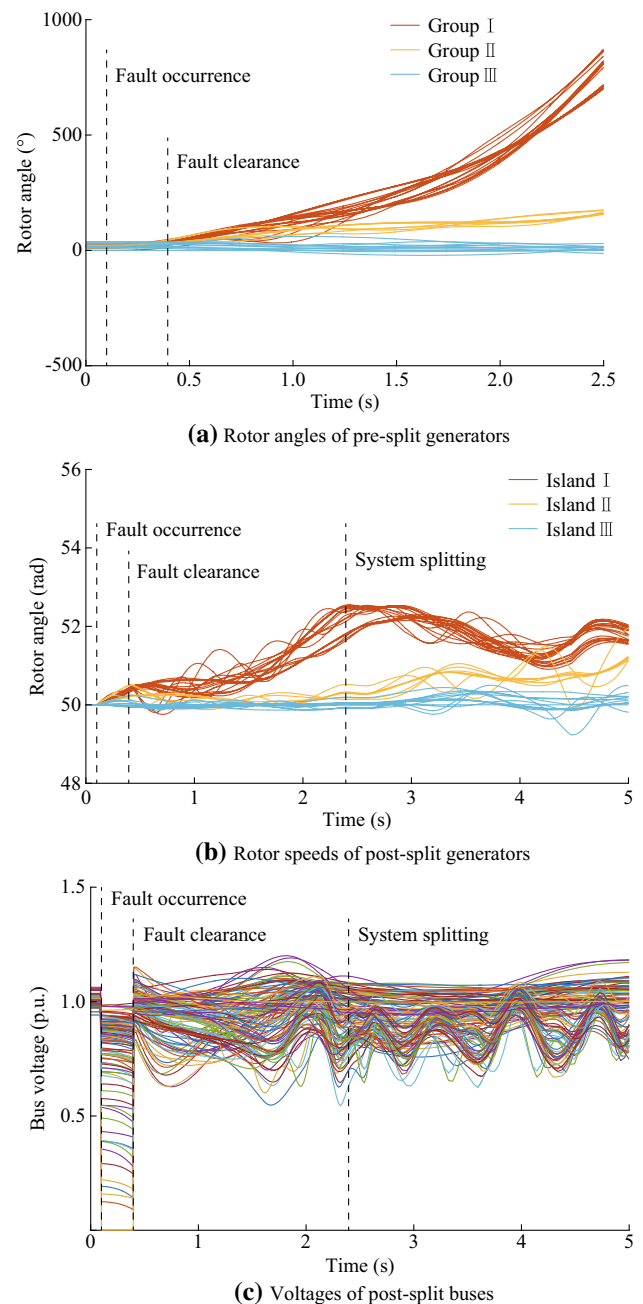 1000
500
0
-500
Rotor angle (°)
Group Ⅰ
Group Ⅱ
Group Ⅲ
Fault occurrence
Fault clearance
0
0.5
1.0
1.5
2.0
2.5
Time (s)
(a) Rotor angles of pre-split generators
56
54
52
50
48
Rotor angle (rad)
Island Ⅰ
Island Ⅱ
Island Ⅲ
Fault occurrence
Fault clearance
System splitting
0
1
2
3
4
5
Time (s)
(b) Rotor speeds of post-split generators
1.5
1.0
0.5
Bus voltage (p.u.)
Fault occurrence
Fault clearance
System splitting
0
1
2
3
4
5
Time (s)
(c) Voltages of post-split buses